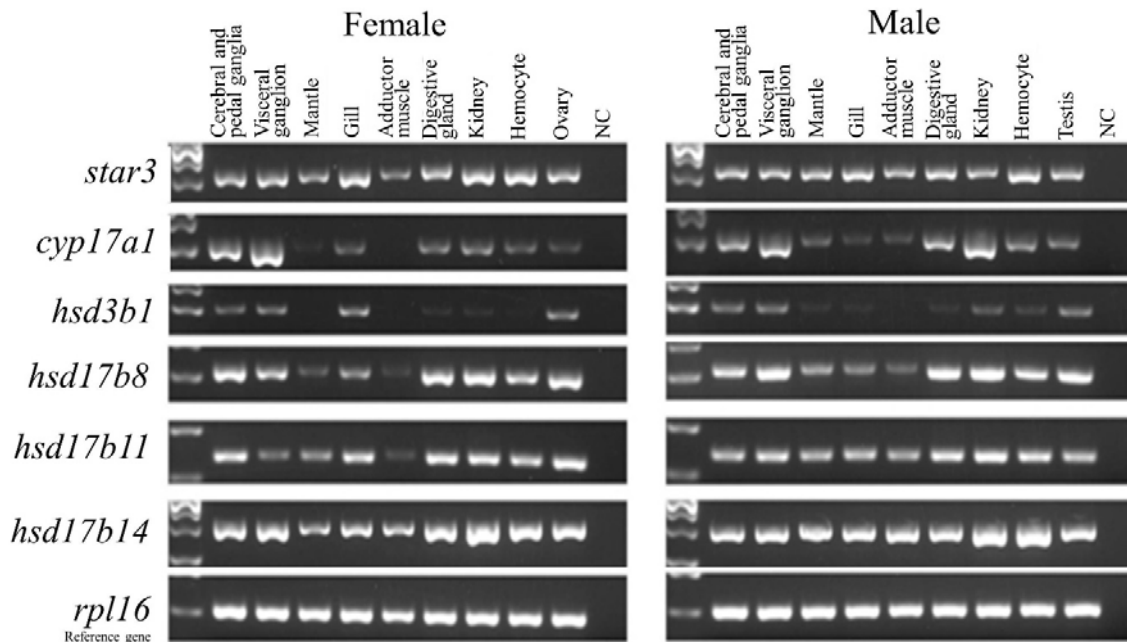 Female
Male
Cerebral and
pedal ganglia
Visceral
ganglion
Mantle
Gill
Adductor
muscle
Digestive
gland
Kidney
Hemocyte
Ovary
NC
Cerebral and
pedal ganglia
Visceral
ganglion
Mantle
Gill
Adductor
muscle
Digestive
gland
Kidney
Hemocyte
Testis
NC
star3
cyp17a1
hsd3b1
hsd17b8
hsd17b11
hsd17b14
rpl16
Reference gene